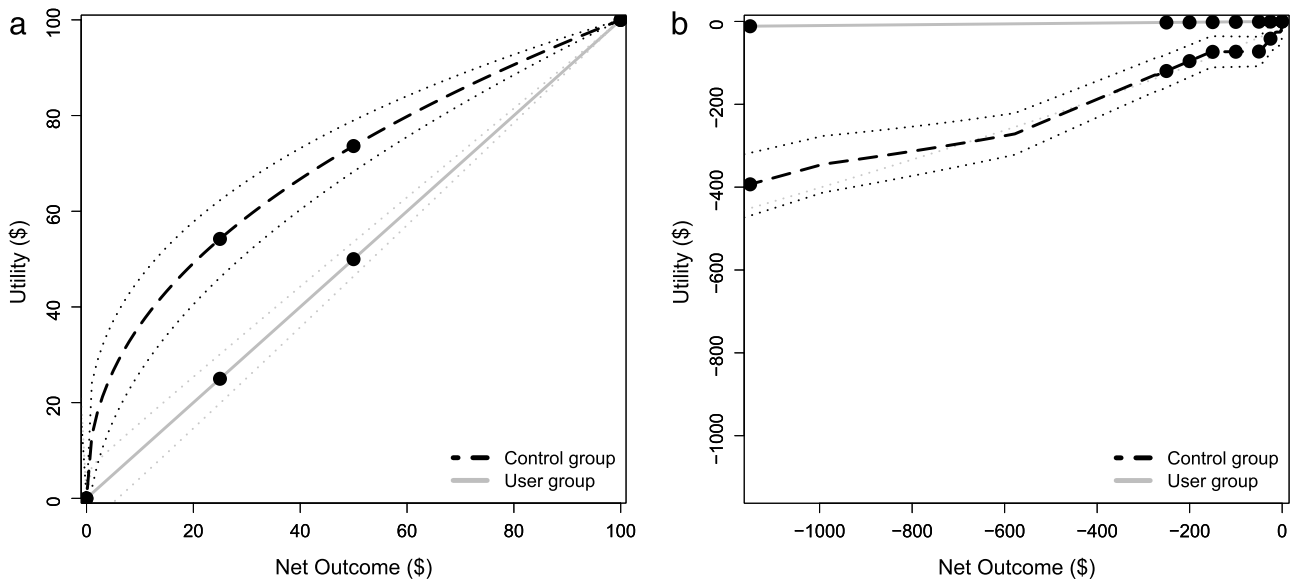 a
Utility ($)
100
80
60
40
20
0
0 20 40 60 80 100
Net Outcome ($)
Control group
User group
b
Utility ($)
0
−200
−400
−600
−800
−1000
−1000 −800 −600 −400 −200 0
Net Outcome ($)
Control group
User group